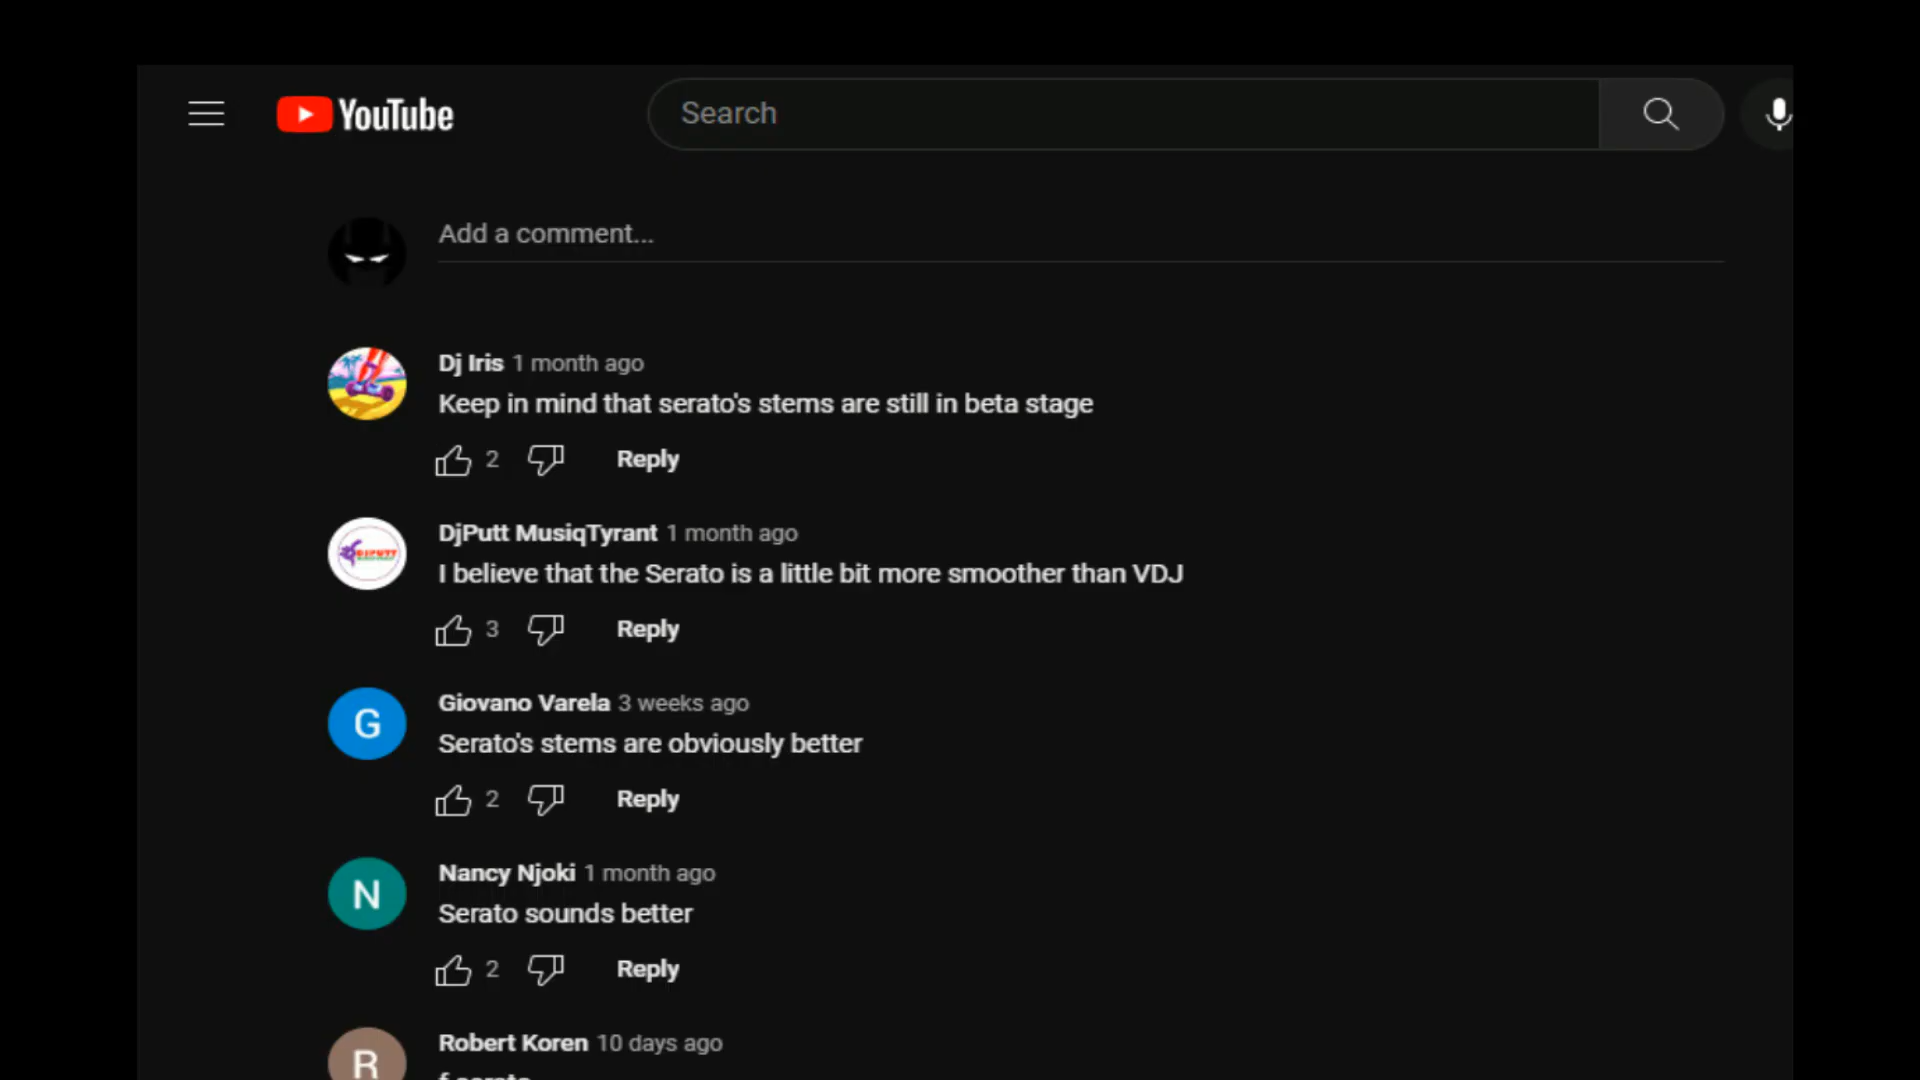 YouTube
Search
Add a comment...
Dj Iris 1 month ago
Keep in mind that serato's stems are still in beta stage
2 Reply
DJPUTT
DjPutt MusiqTyrant 1 month ago
I believe that the Serato is a little bit more smoother than VDJ
3 Reply
G
Giovano Varela 3 weeks ago
Serato's stems are obviously better
2 Reply
N
Nancy Njoki 1 month ago
Serato sounds better
2 Reply
R
Robert Koren 10 days ago